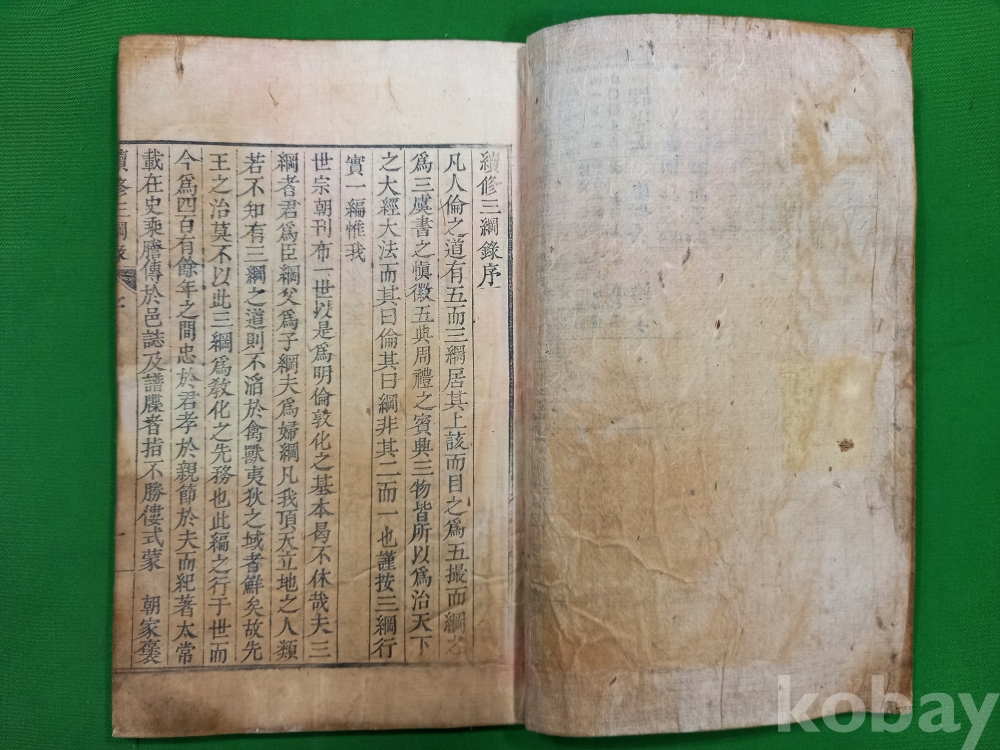 續修三綱錄序
凡人倫之道有五而三綱居其上該而目之爲五撮而綱之
爲三虞書之愼徽五典周禮之賓興三物皆所以爲治天下
之大經大法而其曰倫其曰綱非其二而一也謹按三綱行
實一編惟我
世宗朝刊布一世以是爲明倫敦化之基本曷不休哉夫三
綱者君爲臣綱父爲子綱夫爲婦綱凡我頂天立地之人類
若不知有三綱之道則不滔於禽獸夷狄之域者鮮矣故先
王之治莫不以此三綱爲敎化之先務也此編之行于世而
今爲四百有餘年之間忠於君孝於親節於夫而紀著太常
載在史乘謄傳於邑誌及譜牒者指不勝僂式蒙 朝家褒
續修三綱錄
kobay